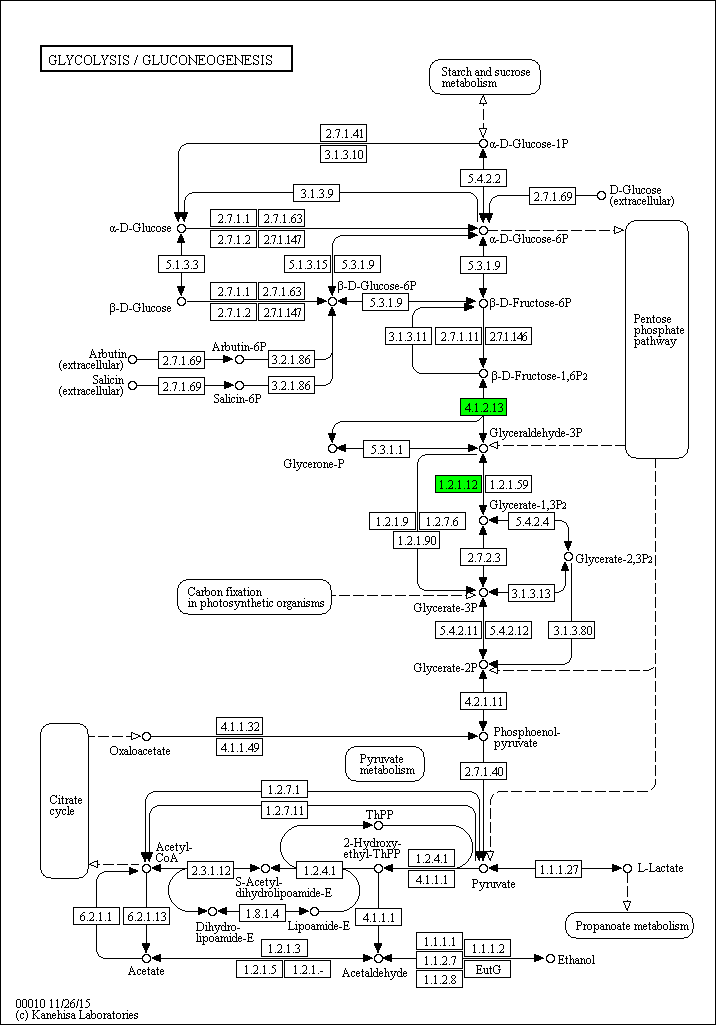 GLYCOLYSIS / GLUCONEOGENESIS
Starch and sucrose
metabolism
2.7.1.41
3.1.3.10
α-D-Glucose-1P
5.4.2.2
3.1.3.9
2.7.1.69
D-Glucose
(extracellular)
α-D-Glucose
2.7.1.1
2.7.1.63
2.7.1.2
2.7.1.147
α-D-Glucose-6P
5.1.3.3
5.1.3.15
5.3.1.9
5.3.1.9
β-D-Glucose
2.7.1.1
2.7.1.63
2.7.1.2
2.7.1.147
β-D-Glucose-6P
5.3.1.9
β-D-Fructose-6P
Pentose
phosphate
pathway
3.1.3.11
2.7.1.11
2.7.1.146
Arbutin
(extracellular)
2.7.1.69
Arbutin-6P
3.2.1.86
Salicin
(extracellular)
2.7.1.69
Salicin-6P
3.2.1.86
β-D-Fructose-1,6P2
4.1.2.13
Glyceraldehyde-3P
Glycerone-P
5.3.1.1
1.2.1.12
1.2.1.59
Glycerate-1,3P2
1.2.1.9
1.2.7.6
1.2.1.90
5.4.2.4
2.7.2.3
Glycerate-2,3P2
Carbon fixation
in photosynthetic organisms
Glycerate-3P
3.1.3.13
5.4.2.11
5.4.2.12
3.1.3.80
Glycerate-2P
4.2.1.11
Oxaloacetate
4.1.1.32
4.1.1.49
Phosphoenol-
pyruvate
Pyruvate
metabolism
2.7.1.40
Citrate
cycle
1.2.7.1
1.2.7.11
ThPP
Acetyl-
CoA
2-Hydroxy-
ethyl-ThPP
2.3.1.12
S-Acetyl-
dihydrolipoamide-E
1.2.4.1
1.2.4.1
4.1.1.1
Pyruvate
1.1.1.27
L-Lactate
6.2.1.1
6.2.1.13
Dihydro-
lipoamide-E
1.8.1.4
Lipoamide-E
4.1.1.1
Propanoate metabolism
Acetate
1.2.1.3
1.2.1.5
1.2.1.-
Acetaldehyde
1.1.1.1
1.1.1.2
1.1.2.7
EutG
1.1.2.8
Ethanol
00010 11/26/15
(c) Kanehisa Laboratories